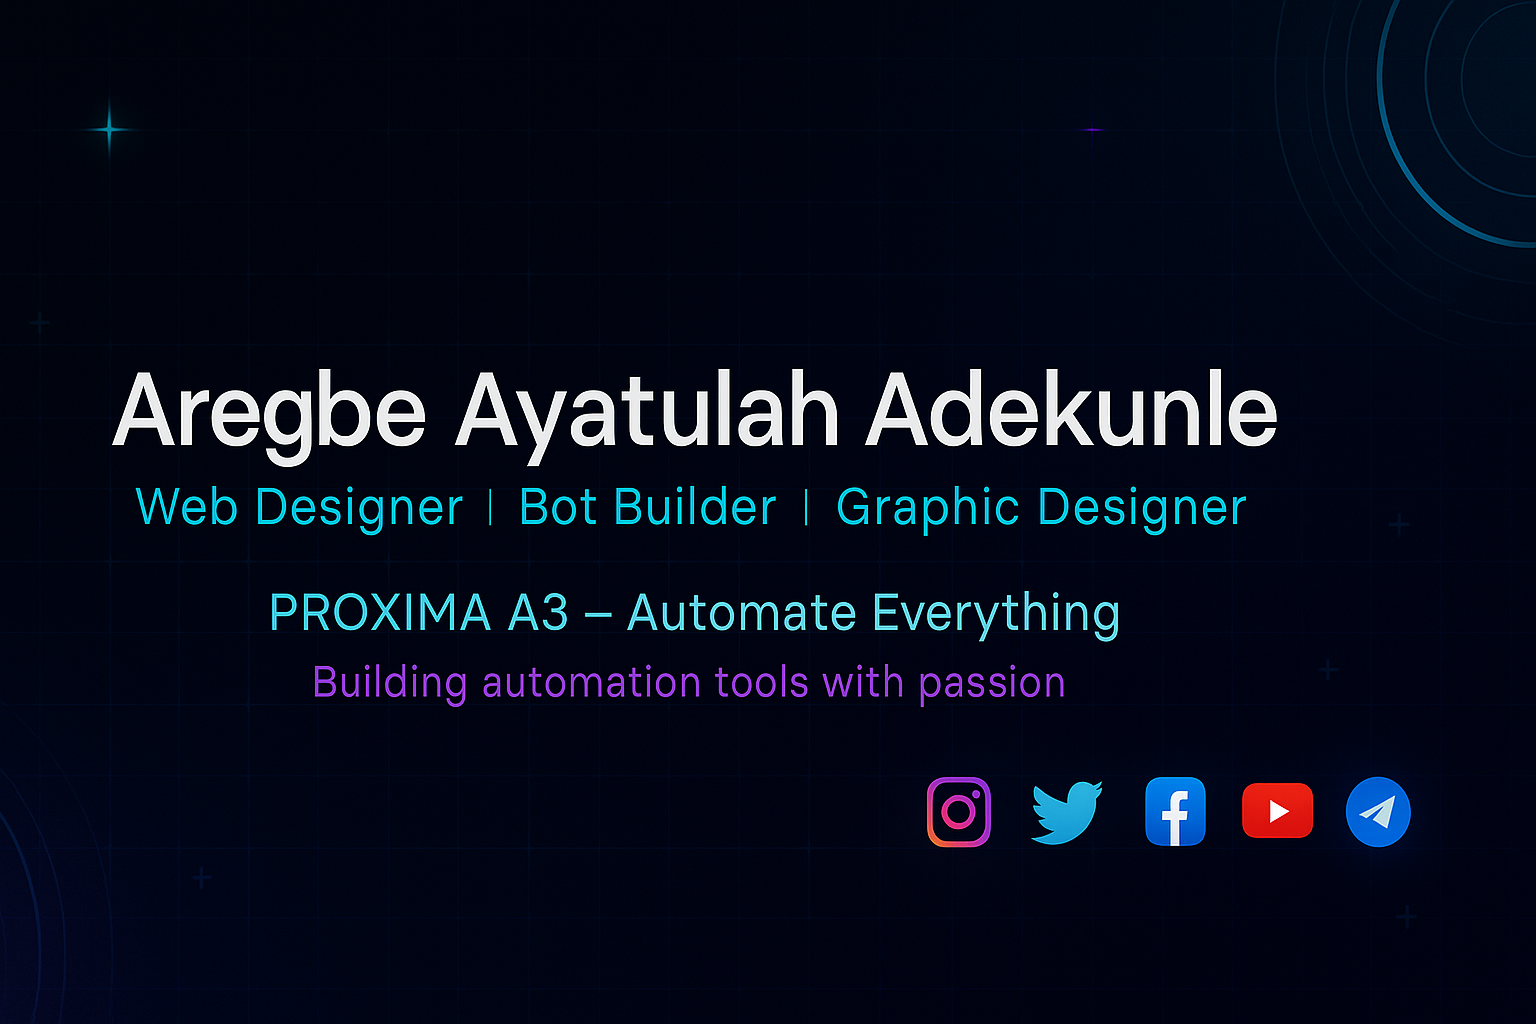 Aregbe Ayatulah Adekunle
Web Designer | Bot Builder | Graphic Designer
PROXIMA A3 – Automate Everything
Building automation tools with passion